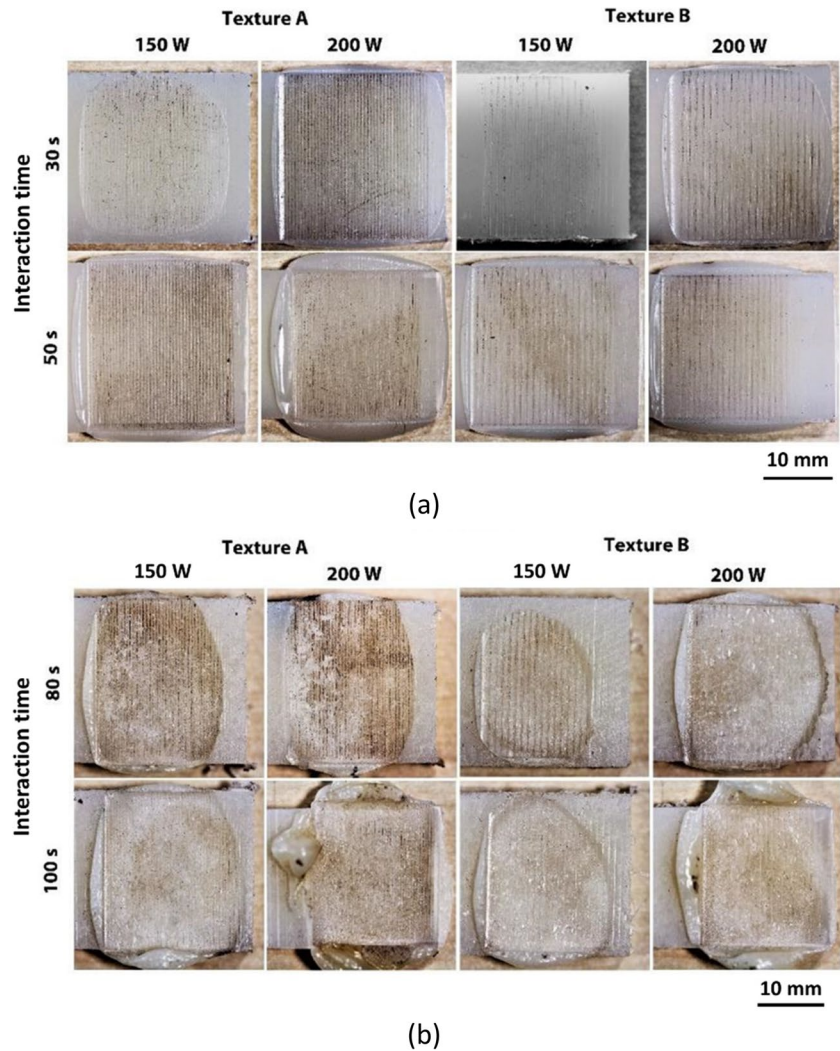 Texture A Texture B
150 W 200 W 150 W 200 W
Interaction time
30 s
50 s
10 mm
(a)
Texture A Texture B
150 W 200 W 150 W 200 W
Interaction time
80 s
100 s
10 mm
(b)